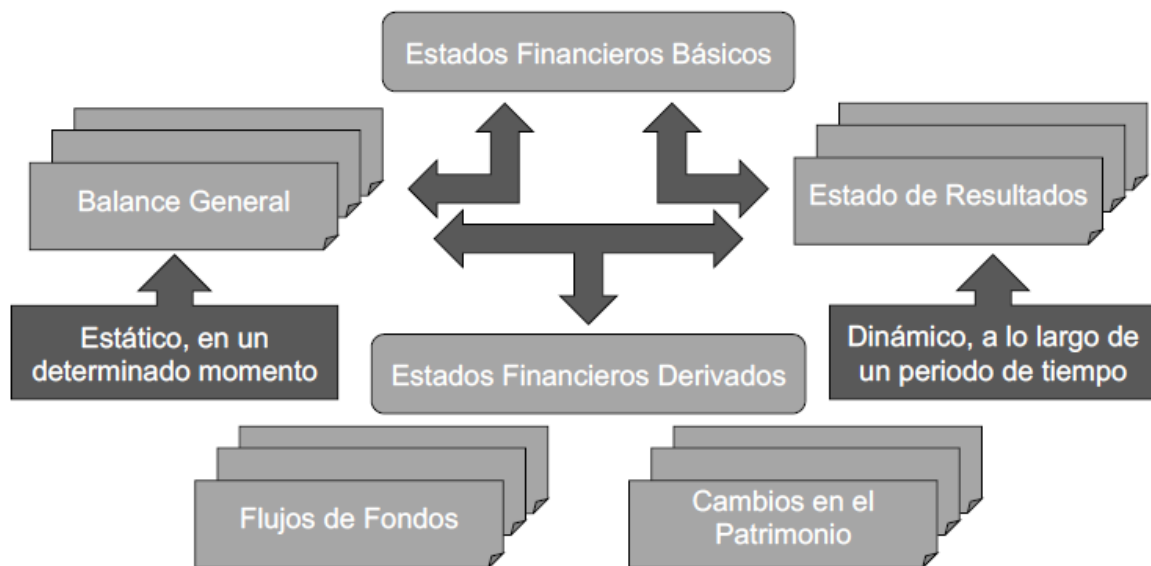 Estados Financieros Básicos
Balance General
Estado de Resultados
Estático, en un
determinado momento
Dinámico, a lo largo de
un periodo de tiempo
Estados Financieros Derivados
Flujos de Fondos
Cambios en el
Patrimonio